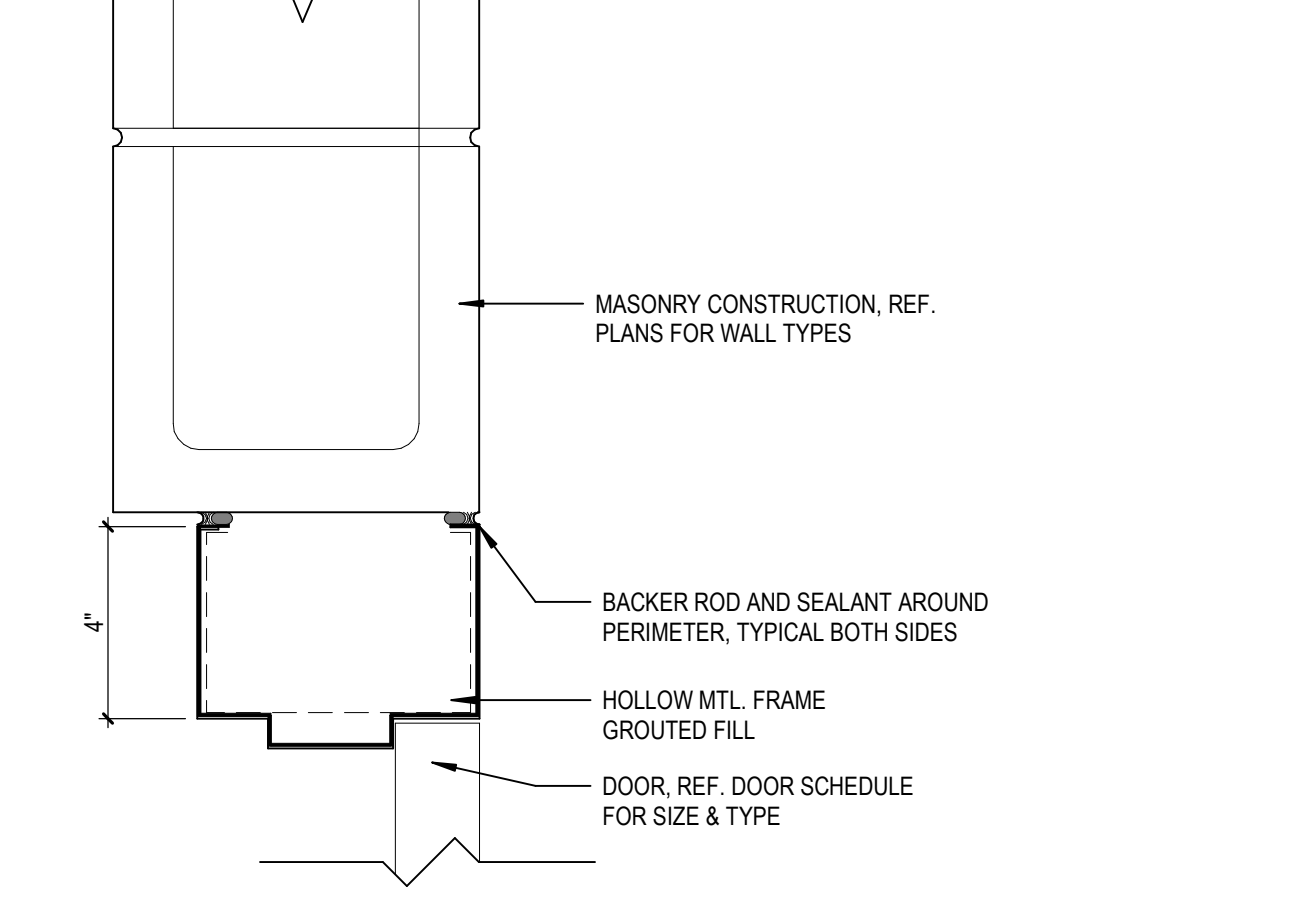 MASONRY CONSTRUCTION, REF.
PLANS FOR WALL TYPES
4"
BACKER ROD AND SEALANT AROUND
PERIMETER, TYPICAL BOTH SIDES
HOLLOW MTL. FRAME
GROUTED FILL
DOOR, REF. DOOR SCHEDULE
FOR SIZE & TYPE